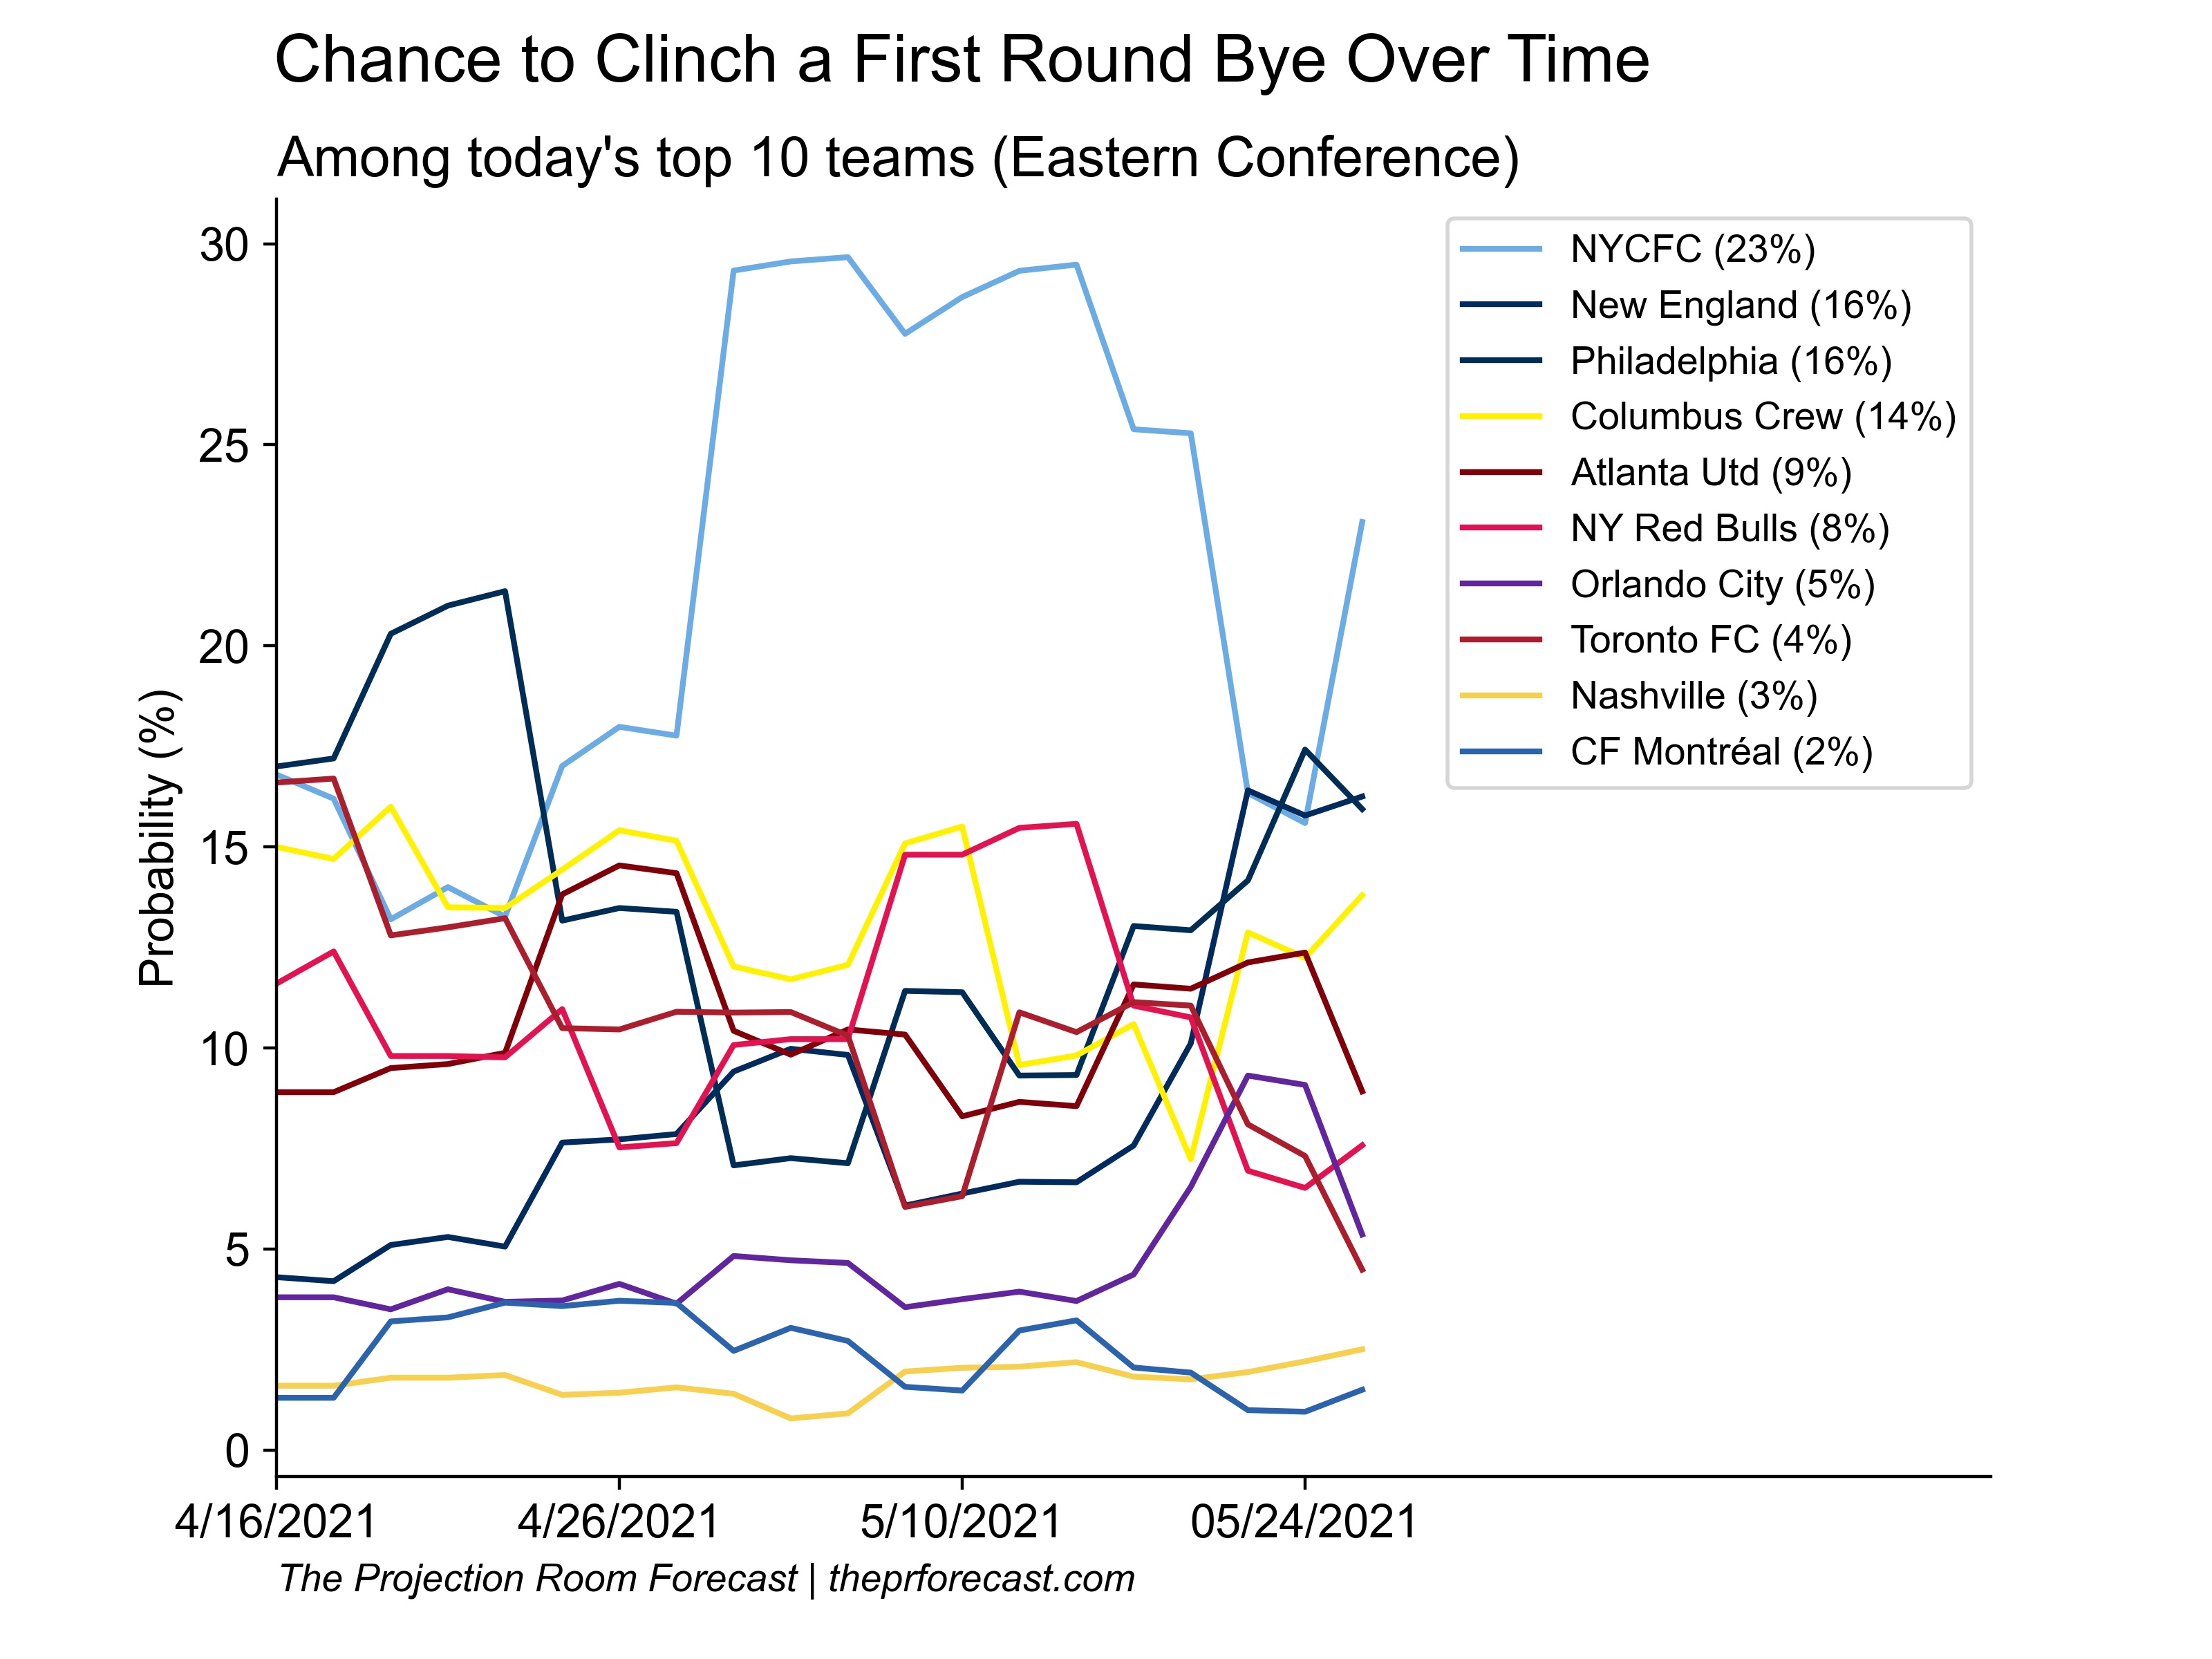 Chance to Clinch a First Round Bye Over Time
Among today's top 10 teams (Eastern Conference)
30
25
20
15
10
5
0
Probability (%)
NYCFC (23%)
New England (16%)
Philadelphia (16%)
Columbus Crew (14%)
Atlanta Utd (9%)
NY Red Bulls (8%)
Orlando City (5%)
Toronto FC (4%)
Nashville (3%)
CF Montréal (2%)
4/16/2021 4/26/2021 5/10/2021 05/24/2021
The Projection Room Forecast | theprforecast.com